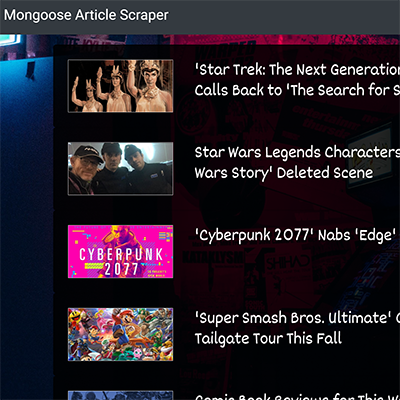 Mongoose Article Scraper
'Star Trek: The Next Generation
Calls Back to 'The Search for S
Star Wars Legends Characters
Wars Story' Deleted Scene
CYBERPUNK
2077
'Cyberpunk 2077' Nabs 'Edge'
'Super Smash Bros. Ultimate'
Tailgate Tour This Fall
Comic Book Reviews for This W